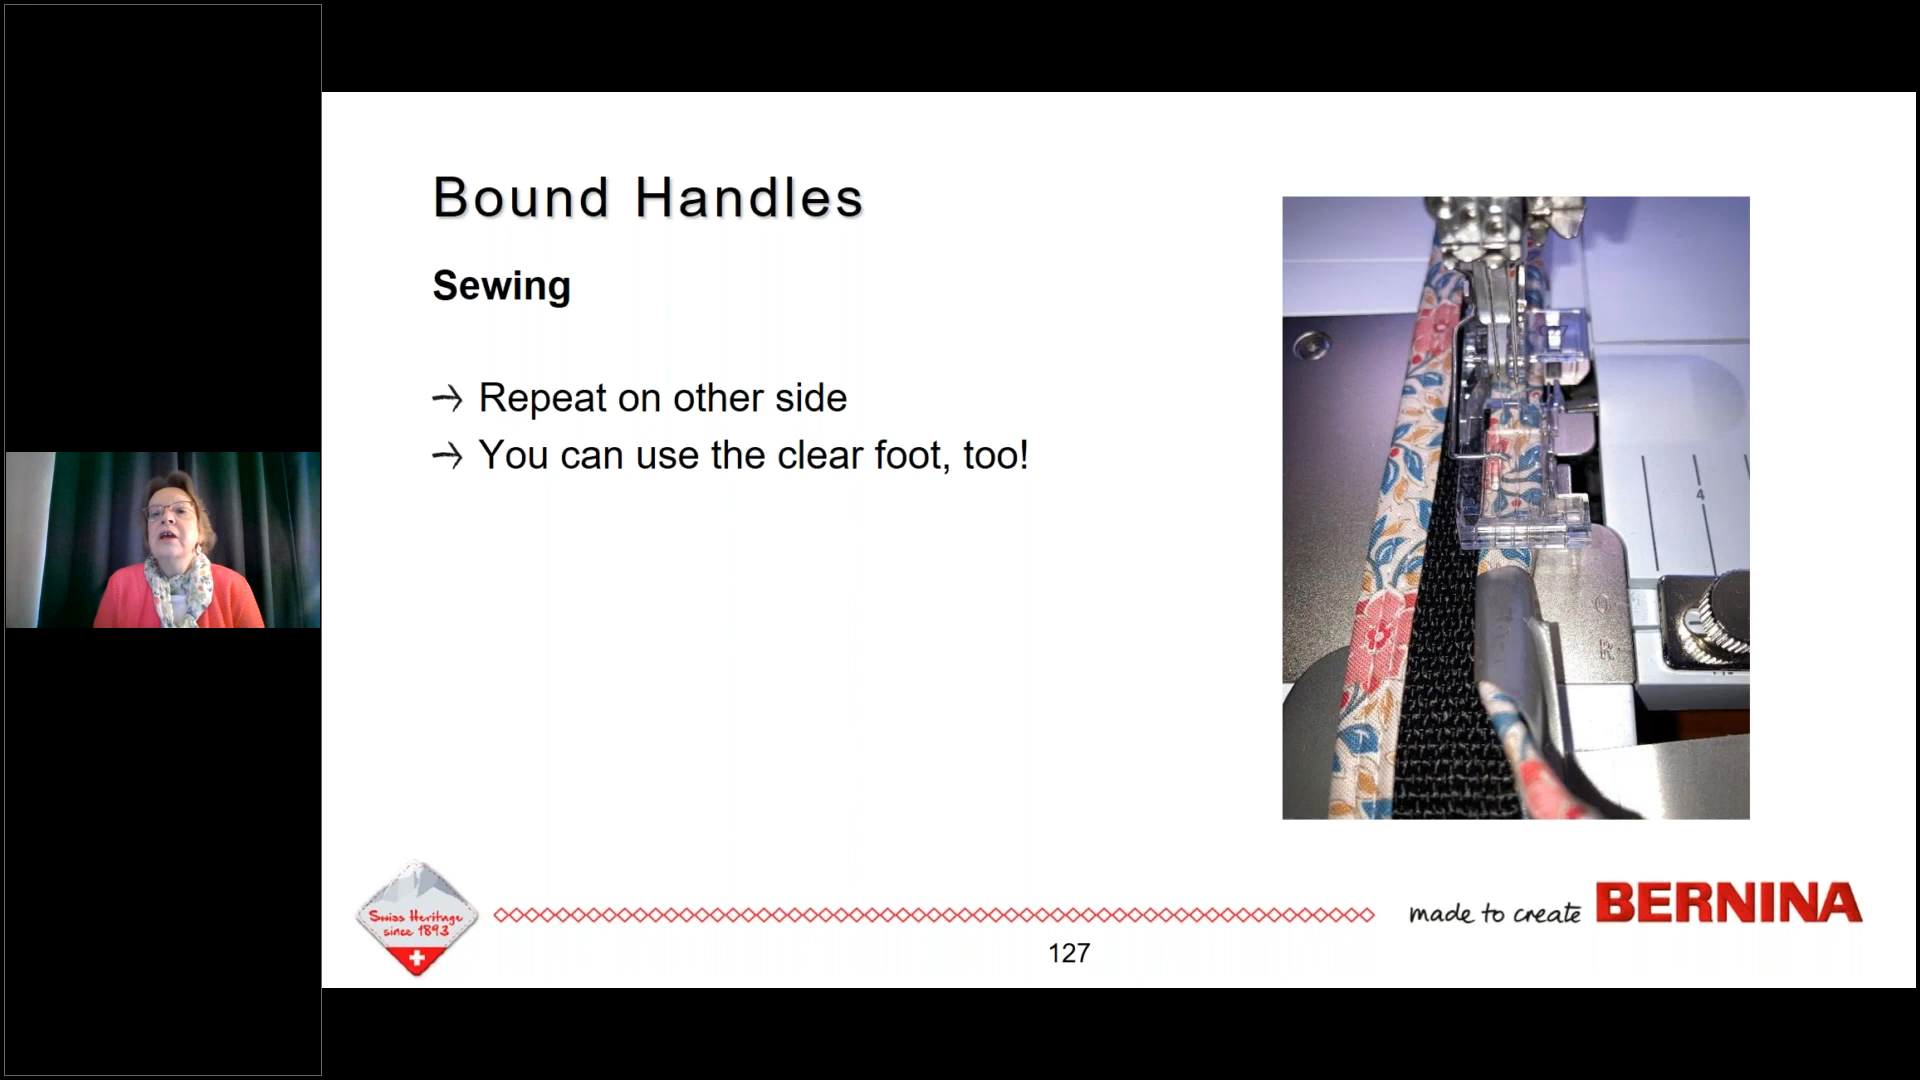 Bound Handles
Sewing
→ Repeat on other side
→ You can use the clear foot, too!
4
R
Swiss Heritage
since 1893
made to create BERNINA
127